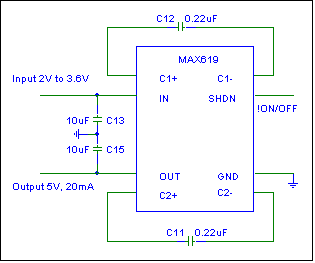 C12 0.22uF
MAX619
C1+ C1-
Input 2V to 3.6V
IN SHDN
10uF C13
!ON/OFF
10uF C15
OUT GND
Output 5V, 20mA
C2+ C2-
C11 0.22uF